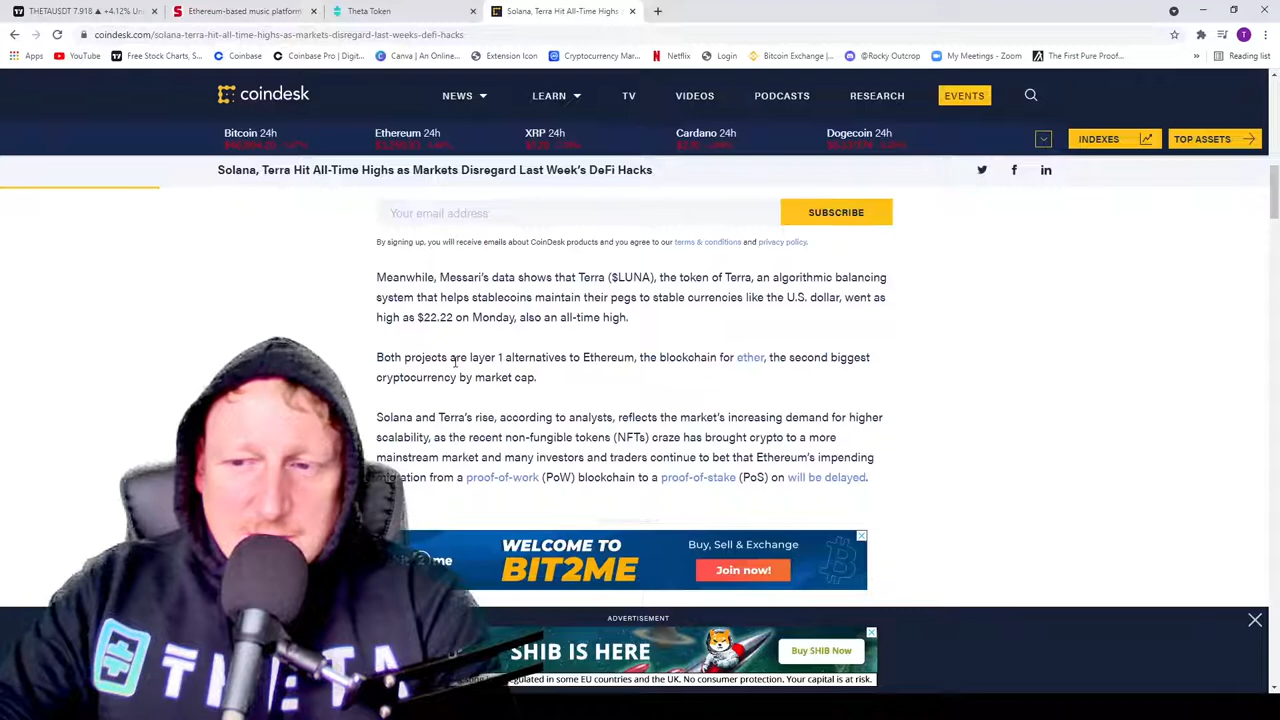 THETAUSDT 7.918 ▲ +4.12% Un
Ethereum-based music platform
Theta Token
Solana, Terra Hit All-Time Highs
coindesk.com/solana-terra-hit-all-time-highs-as-markets-disregard-last-weeks-defi-hacks
Apps
YouTube
Free Stock Charts, S...
Coinbase
Coinbase Pro | Digit...
Canva | An Online...
Extension Icon
Cryptocurrency Mar...
Netflix
Login
Bitcoin Exchange |...
@Rocky Outcrop
My Meetings - Zoom
The First Pure Proof...
Reading list
coindesk
NEWS
LEARN
TV
VIDEOS
PODCASTS
RESEARCH
EVENTS
Bitcoin 24h
Ethereum 24h
XRP 24h
Cardano 24h
Dogecoin 24h
INDEXES
TOP ASSETS
Solana, Terra Hit All-Time Highs as Markets Disregard Last Week's DeFi Hacks
Your email address
SUBSCRIBE
By signing up, you will receive emails about CoinDesk products and you agree to our terms & conditions and privacy policy.
Meanwhile, Messari's data shows that Terra ($LUNA), the token of Terra, an algorithmic balancing
system that helps stablecoins maintain their pegs to stable currencies like the U.S. dollar, went as
high as $22.22 on Monday, also an all-time high.
Both projects are layer 1 alternatives to Ethereum, the blockchain for ether, the second biggest
cryptocurrency by market cap.
Solana and Terra's rise, according to analysts, reflects the market's increasing demand for higher
scalability, as the recent non-fungible tokens (NFTs) craze has brought crypto to a more
mainstream market and many investors and traders continue to bet that Ethereum's impending
from a proof-of-work (PoW) blockchain to a proof-of-stake (PoS) on will be delayed.
WELCOME TO
BIT2ME
Buy, Sell & Exchange
Join now!
ADVERTISEMENT
SHIB IS HERE
Buy SHIB Now
in some EU countries and the UK. No consumer protection. Your capital is at risk.
THETA